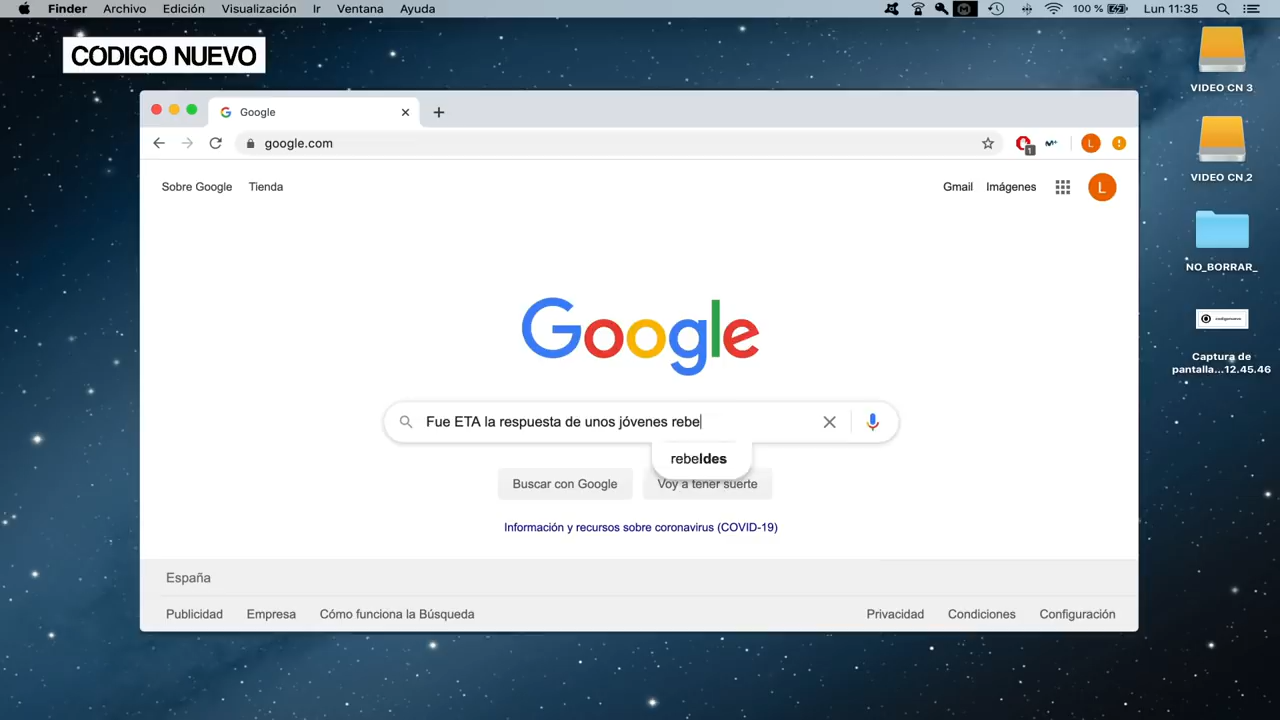 Finder Archivo Edición Visualización Ir Ventana Ayuda 100 % Lun 11:35
CODIGO NUEVO
VIDEO CN 3
Google
google.com
1 M+ L
VIDEO CN 2
Sobre Google Tienda Gmail Imágenes L
NO_BORRAR_
Google
Captura de
pantalla...12.45.46
Fue ETA la respuesta de unos jóvenes rebe
rebeldes
Buscar con Google Voy a tener suerte
Información y recursos sobre coronavirus (COVID-19)
España
Publicidad Empresa Cómo funciona la Búsqueda Privacidad Condiciones Configuración